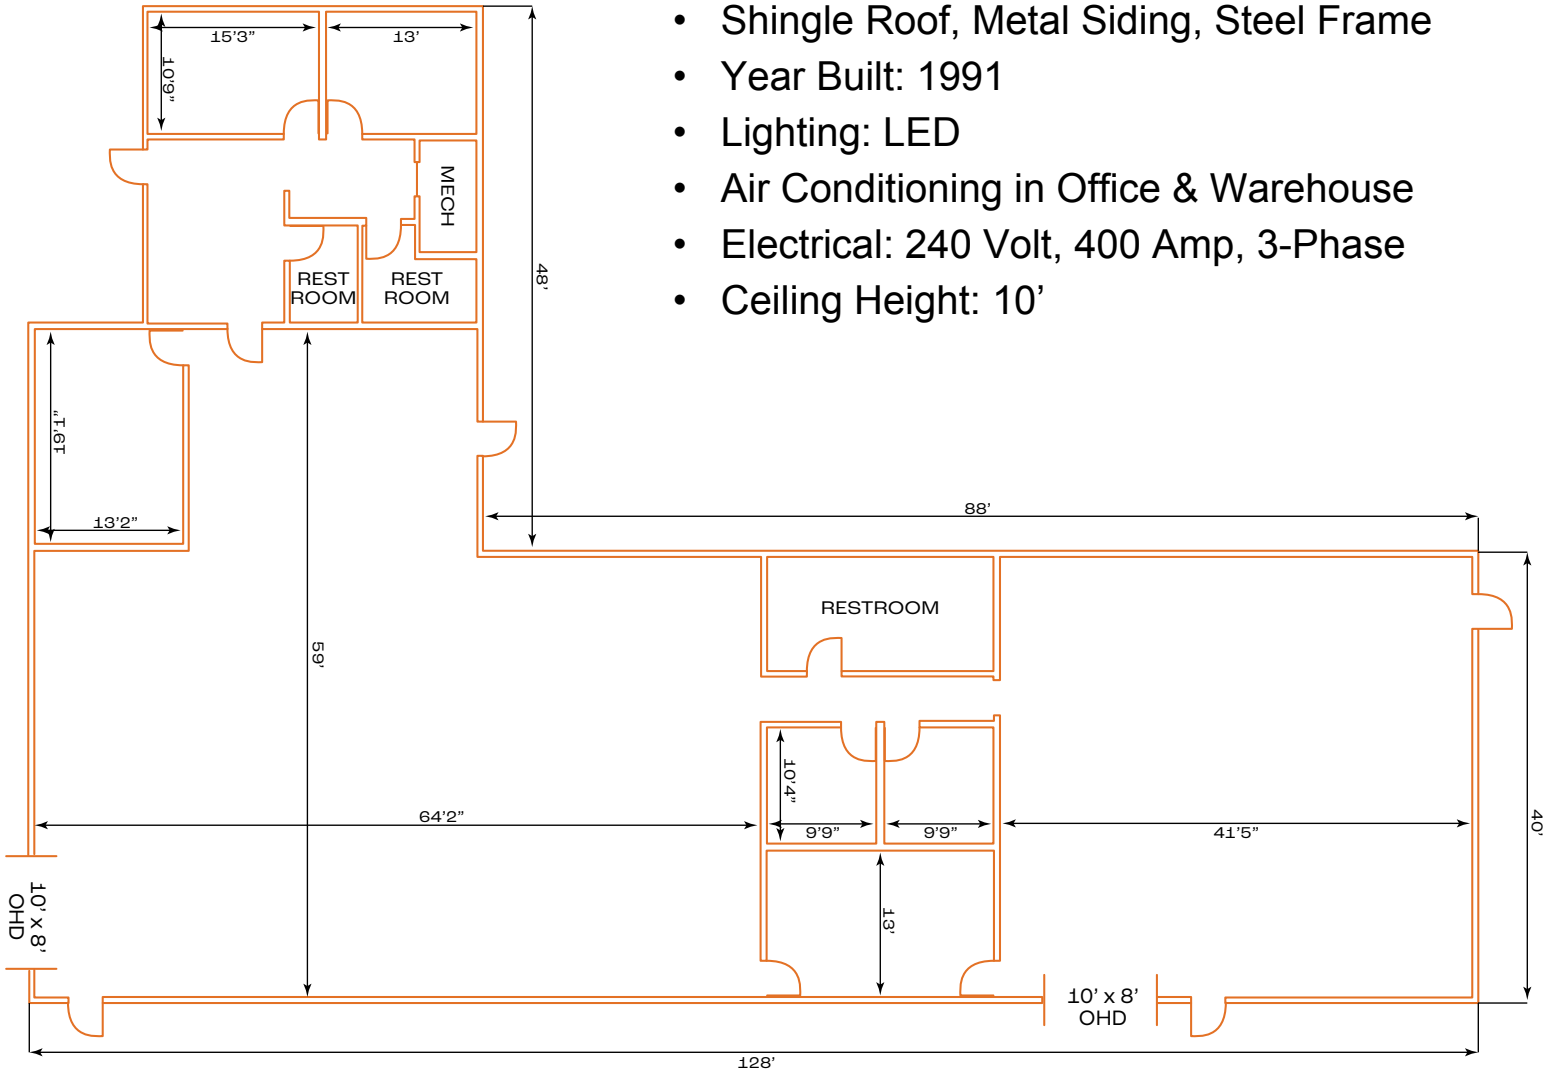 • Shingle Roof, Metal Siding, Steel Frame
• Year Built: 1991
• Lighting: LED
• Air Conditioning in Office & Warehouse
• Electrical: 240 Volt, 400 Amp, 3-Phase
• Ceiling Height: 10’
15’3”
13’
10’9”
MECH
REST
ROOM
REST
ROOM
48’
19’1”
13’2”
88’
RESTROOM
59’
10’4”
64’2”
9’9”
9’9”
41’5”
40’
13’
10’ x 8’
OHD
10’ x 8’
OHD
128’